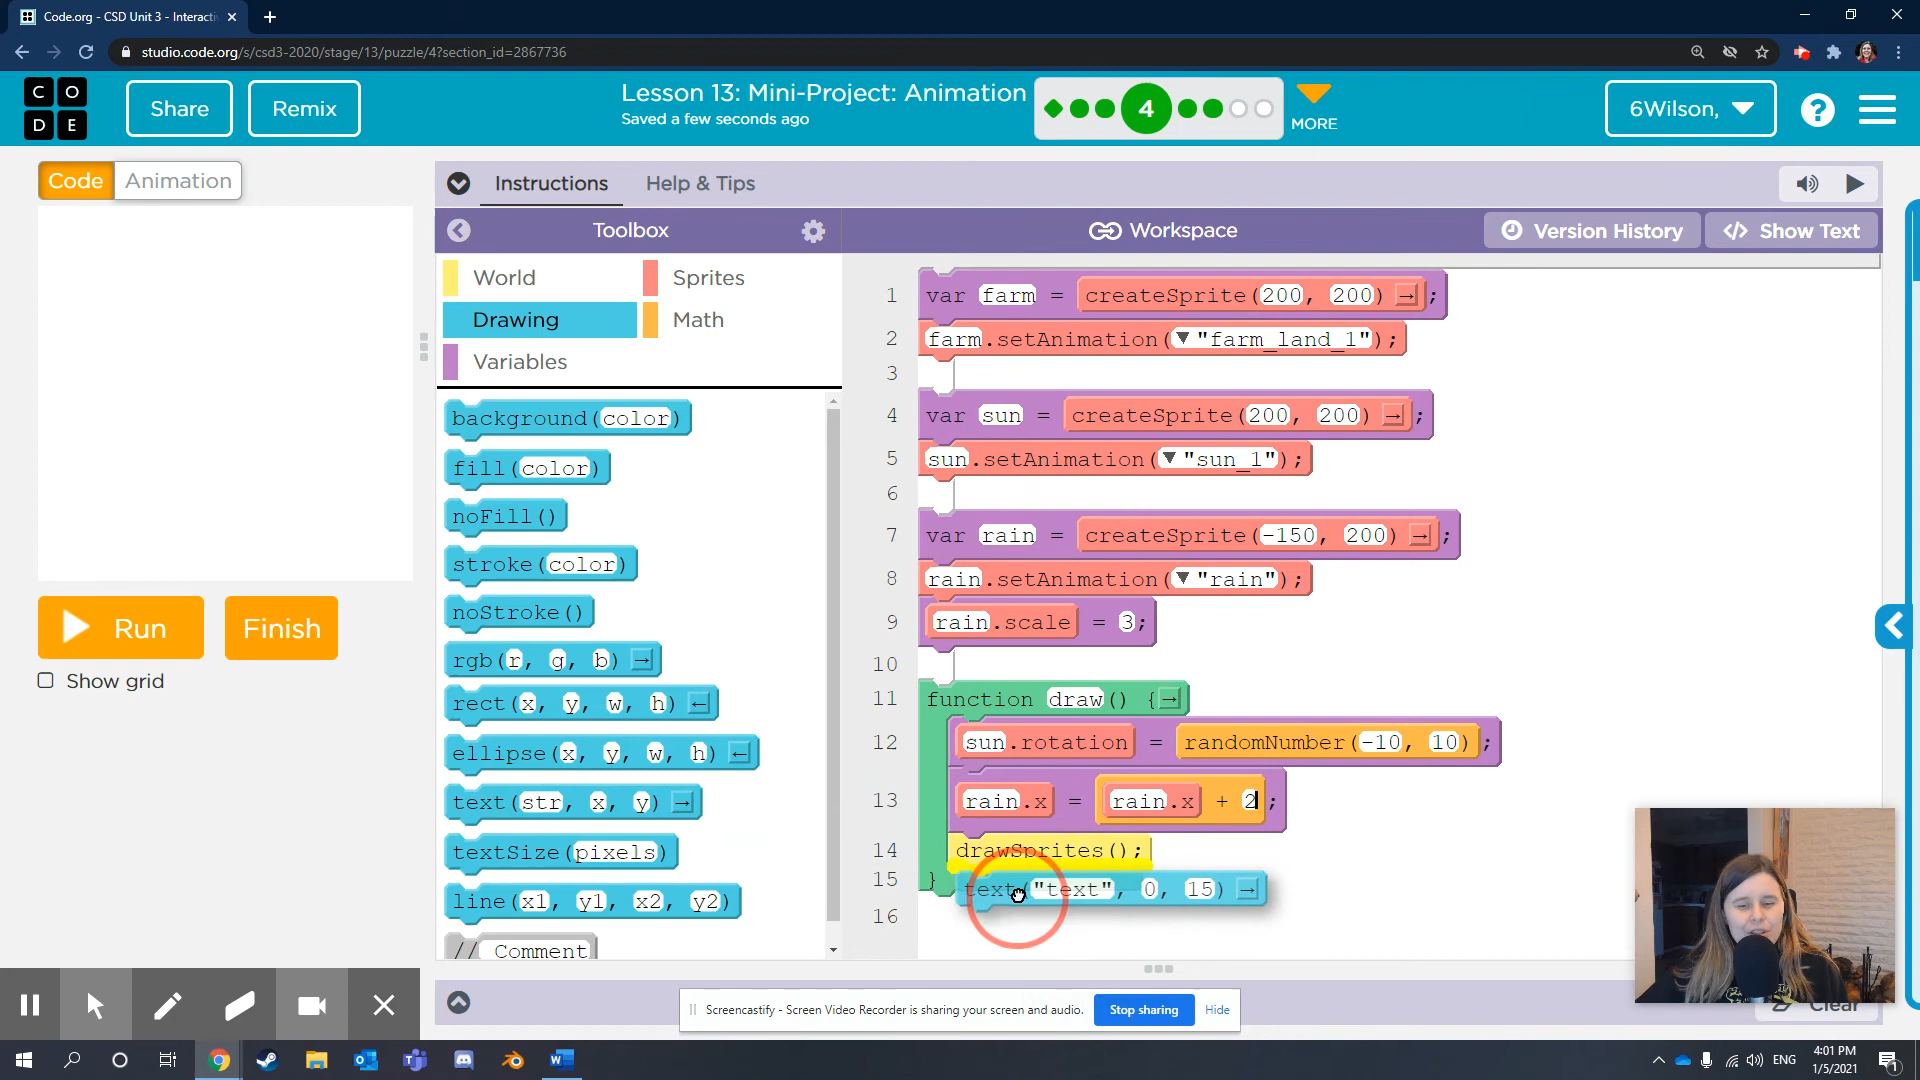 Code.org - CSD Unit 3 - Interacti
studio.code.org/s/csd3-2020/stage/13/puzzle/4?section_id=2867736
C O
D E
Share
Remix
Lesson 13: Mini-Project: Animation
Saved a few seconds ago
4
MORE
6Wilson,
?
Code
Animation
Instructions
Help & Tips
Toolbox
Workspace
Version History
</> Show Text
World
Sprites
Drawing
Math
Variables
background(color)
fill(color)
noFill()
stroke(color)
noStroke()
rgb(r, g, b)
rect(x, y, w, h)
ellipse(x, y, w, h)
text(str, x, y)
textSize(pixels)
line(x1, y1, x2, y2)
// Comment
1 var farm = createSprite(200, 200);
2 farm.setAnimation("farm_land_1");
3
4 var sun = createSprite(200, 200);
5 sun.setAnimation("sun_1");
6
7 var rain = createSprite(-150, 200);
8 rain.setAnimation("rain");
9 rain.scale = 3;
10
11 function draw() {
12 sun.rotation = randomNumber(-10, 10);
13 rain.x = rain.x + 2;
14 drawSprites();
15 }
text("text", 0, 15)
16
Run
Finish
Show grid
Clear
Screencastify - Screen Video Recorder is sharing your screen and audio.
Stop sharing
Hide
ENG
4:01 PM
1/5/2021
1